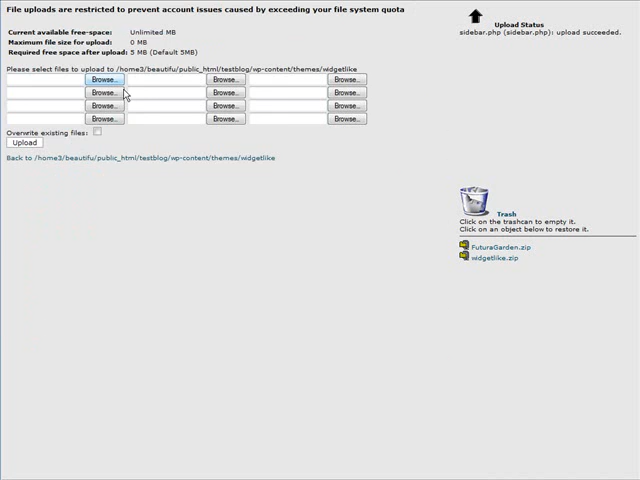 File uploads are restricted to prevent account issues caused by exceeding your file system quota
Current available free-space: Unlimited MB
Maximum file size for upload: 0 MB
Required free space after upload: 5 MB (Default 5MB)
Please select files to upload to /home3/beautifu/public_html/testblog/wp-content/themes/widgetlike
Browse... Browse... Browse...
Browse... Browse... Browse...
Browse... Browse... Browse...
Browse... Browse... Browse...
Overwrite existing files:
Upload
Back to /home3/beautifu/public_html/testblog/wp-content/themes/widgetlike
Upload Status
sidebar.php (sidebar.php): upload succeeded.
Trash
Click on the trashcan to empty it.
Click on an object below to restore it.
FuturaGarden.zip
widgetlike.zip